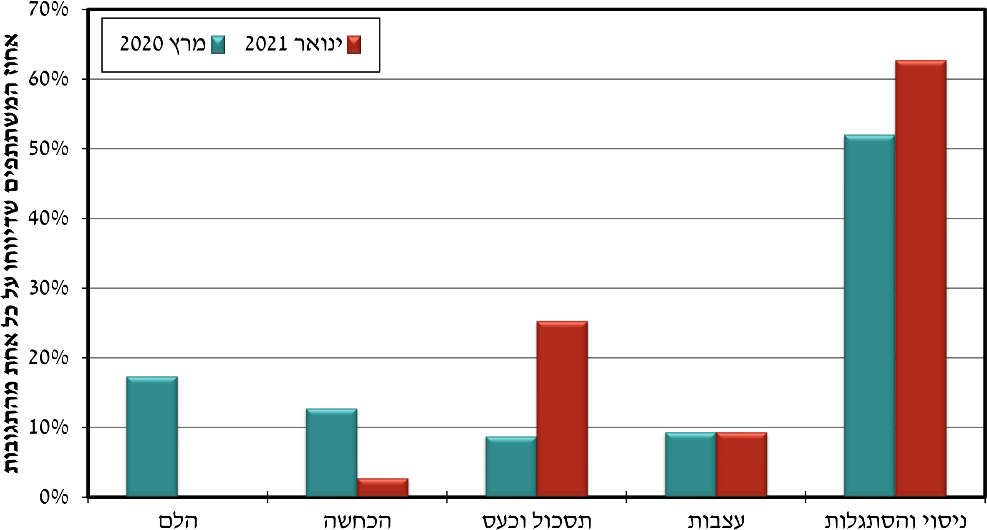 אחוז המשתתפים שדיווחו על כל אחת מהתגובות
70%
60%
50%
40%
30%
20%
10%
0%
מרץ 2020
ינואר 2021
הלם
הכחשה
תסכול וכעס
עצבות
ניסוי והסתגלות